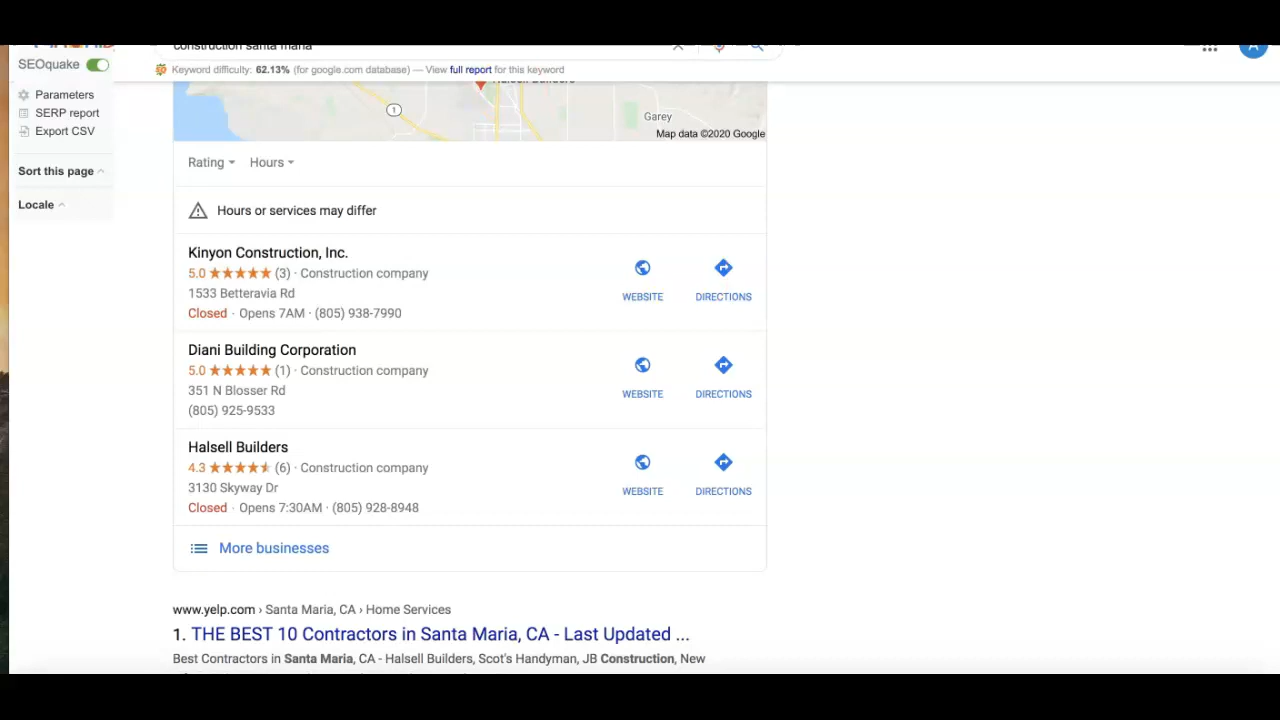 construction santa maria
SEOquake
Keyword difficulty: 62.13% (for google.com database) — View full report for this keyword
Parameters
SERP report
Export CSV
Sort this page
Locale
Halsell Builders
1
Garey
Map data ©2020 Google
Rating
Hours
Hours or services may differ
Kinyon Construction, Inc.
5.0 ★★★★★ (3) · Construction company
1533 Betteravia Rd
Closed · Opens 7AM · (805) 938-7990
WEBSITE
DIRECTIONS
Diani Building Corporation
5.0 ★★★★★ (1) · Construction company
351 N Blosser Rd
(805) 925-9533
WEBSITE
DIRECTIONS
Halsell Builders
4.3 ★★★★★ (6) · Construction company
3130 Skyway Dr
Closed · Opens 7:30AM · (805) 928-8948
WEBSITE
DIRECTIONS
More businesses
www.yelp.com › Santa Maria, CA › Home Services
1. THE BEST 10 Contractors in Santa Maria, CA - Last Updated ...
Best Contractors in Santa Maria, CA - Halsell Builders, Scot's Handyman, JB Construction, New